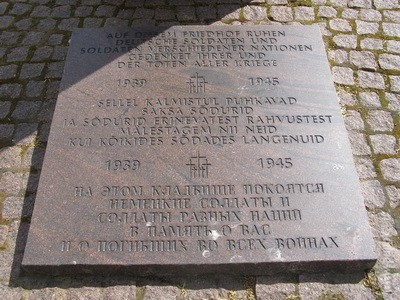 AUF DIESEM FRIEDHOF RUHEN
DEUTSCHE SOLDATEN UND
SOLDATEN VERSCHIEDENER NATIONEN
GEDENKET IHRER UND
DER TOTEN ALLER KRIEGE
1939 1945
SELLEL KALMISTUL PUHKAVAD
SAKSA SÕDURID
JA SÕDURID ERINEVATEST RAHVUSTEST
MÄLESTAGEM NII NEID
KUI KÕIKIDES SÕDADES LANGENUID
1939 1945
НА ЭТОМ КЛАДБИЩЕ ПОКОЯТСЯ
НЕМЕЦКИЕ СОЛДАТЫ И
СОЛДАТЫ РАЗНЫХ НАЦИЙ
В ПАМЯТЬ О ВАС
И О ПОГИБШИХ ВО ВСЕХ ВОЙНАХ